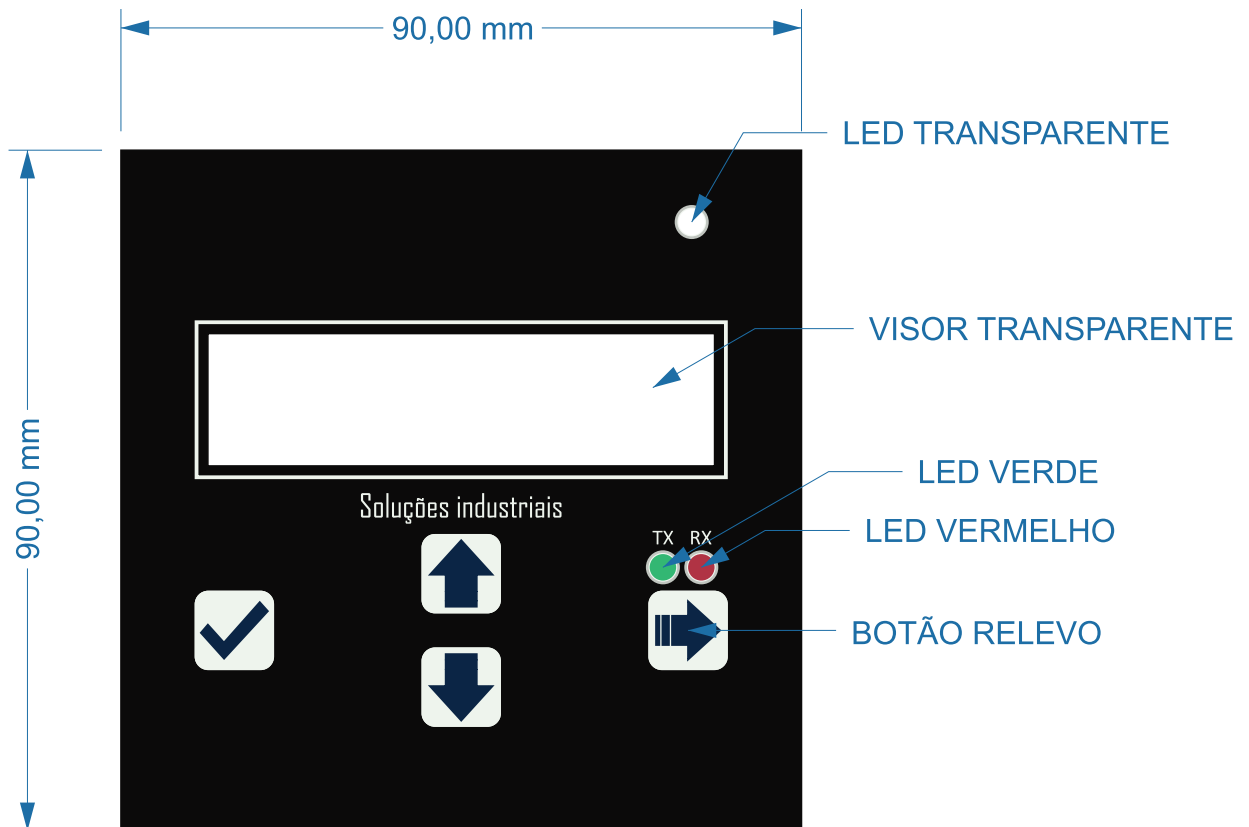 90,00 mm
LED TRANSPARENTE
VISOR TRANSPARENTE
90,00 mm
LED VERDE
Soluções industriais
TX RX
LED VERMELHO
BOTÃO RELEVO